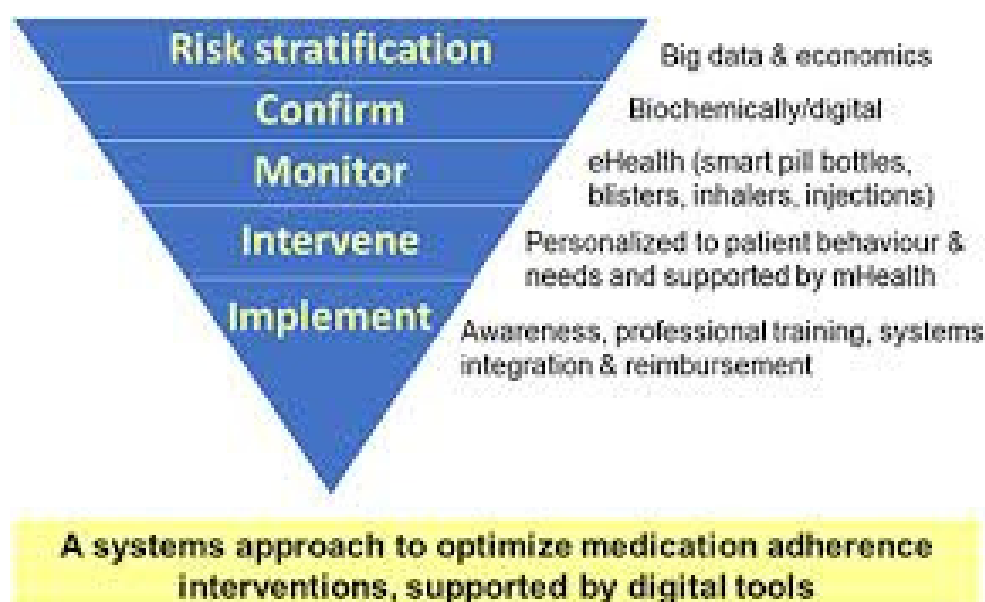 Risk stratification
Big data & economics
Confirm
Biochemically/digital
Monitor
eHealth (smart pill bottles,
blisters, inhalers, injections)
Intervene
Personalized to patient behaviour &
needs and supported by mHealth
Implement
Awareness, professional training, systems
integration & reimbursement
A systems approach to optimize medication adherence
interventions, supported by digital tools